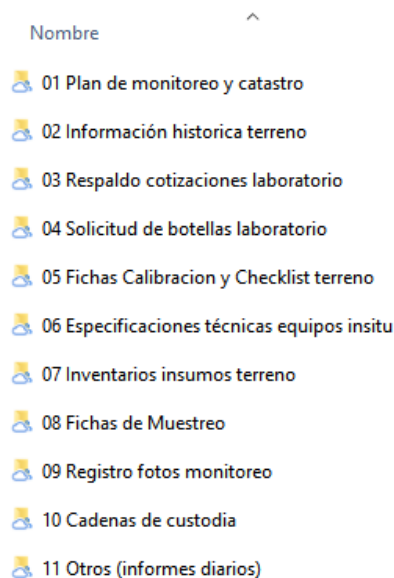 Nombre
01 Plan de monitoreo y catastro
02 Información historica terreno
03 Respaldo cotizaciones laboratorio
04 Solicitud de botellas laboratorio
05 Fichas Calibracion y Checklist terreno
06 Especificaciones técnicas equipos insitu
07 Inventarios insumos terreno
08 Fichas de Muestreo
09 Registro fotos monitoreo
10 Cadenas de custodia
11 Otros (informes diarios)